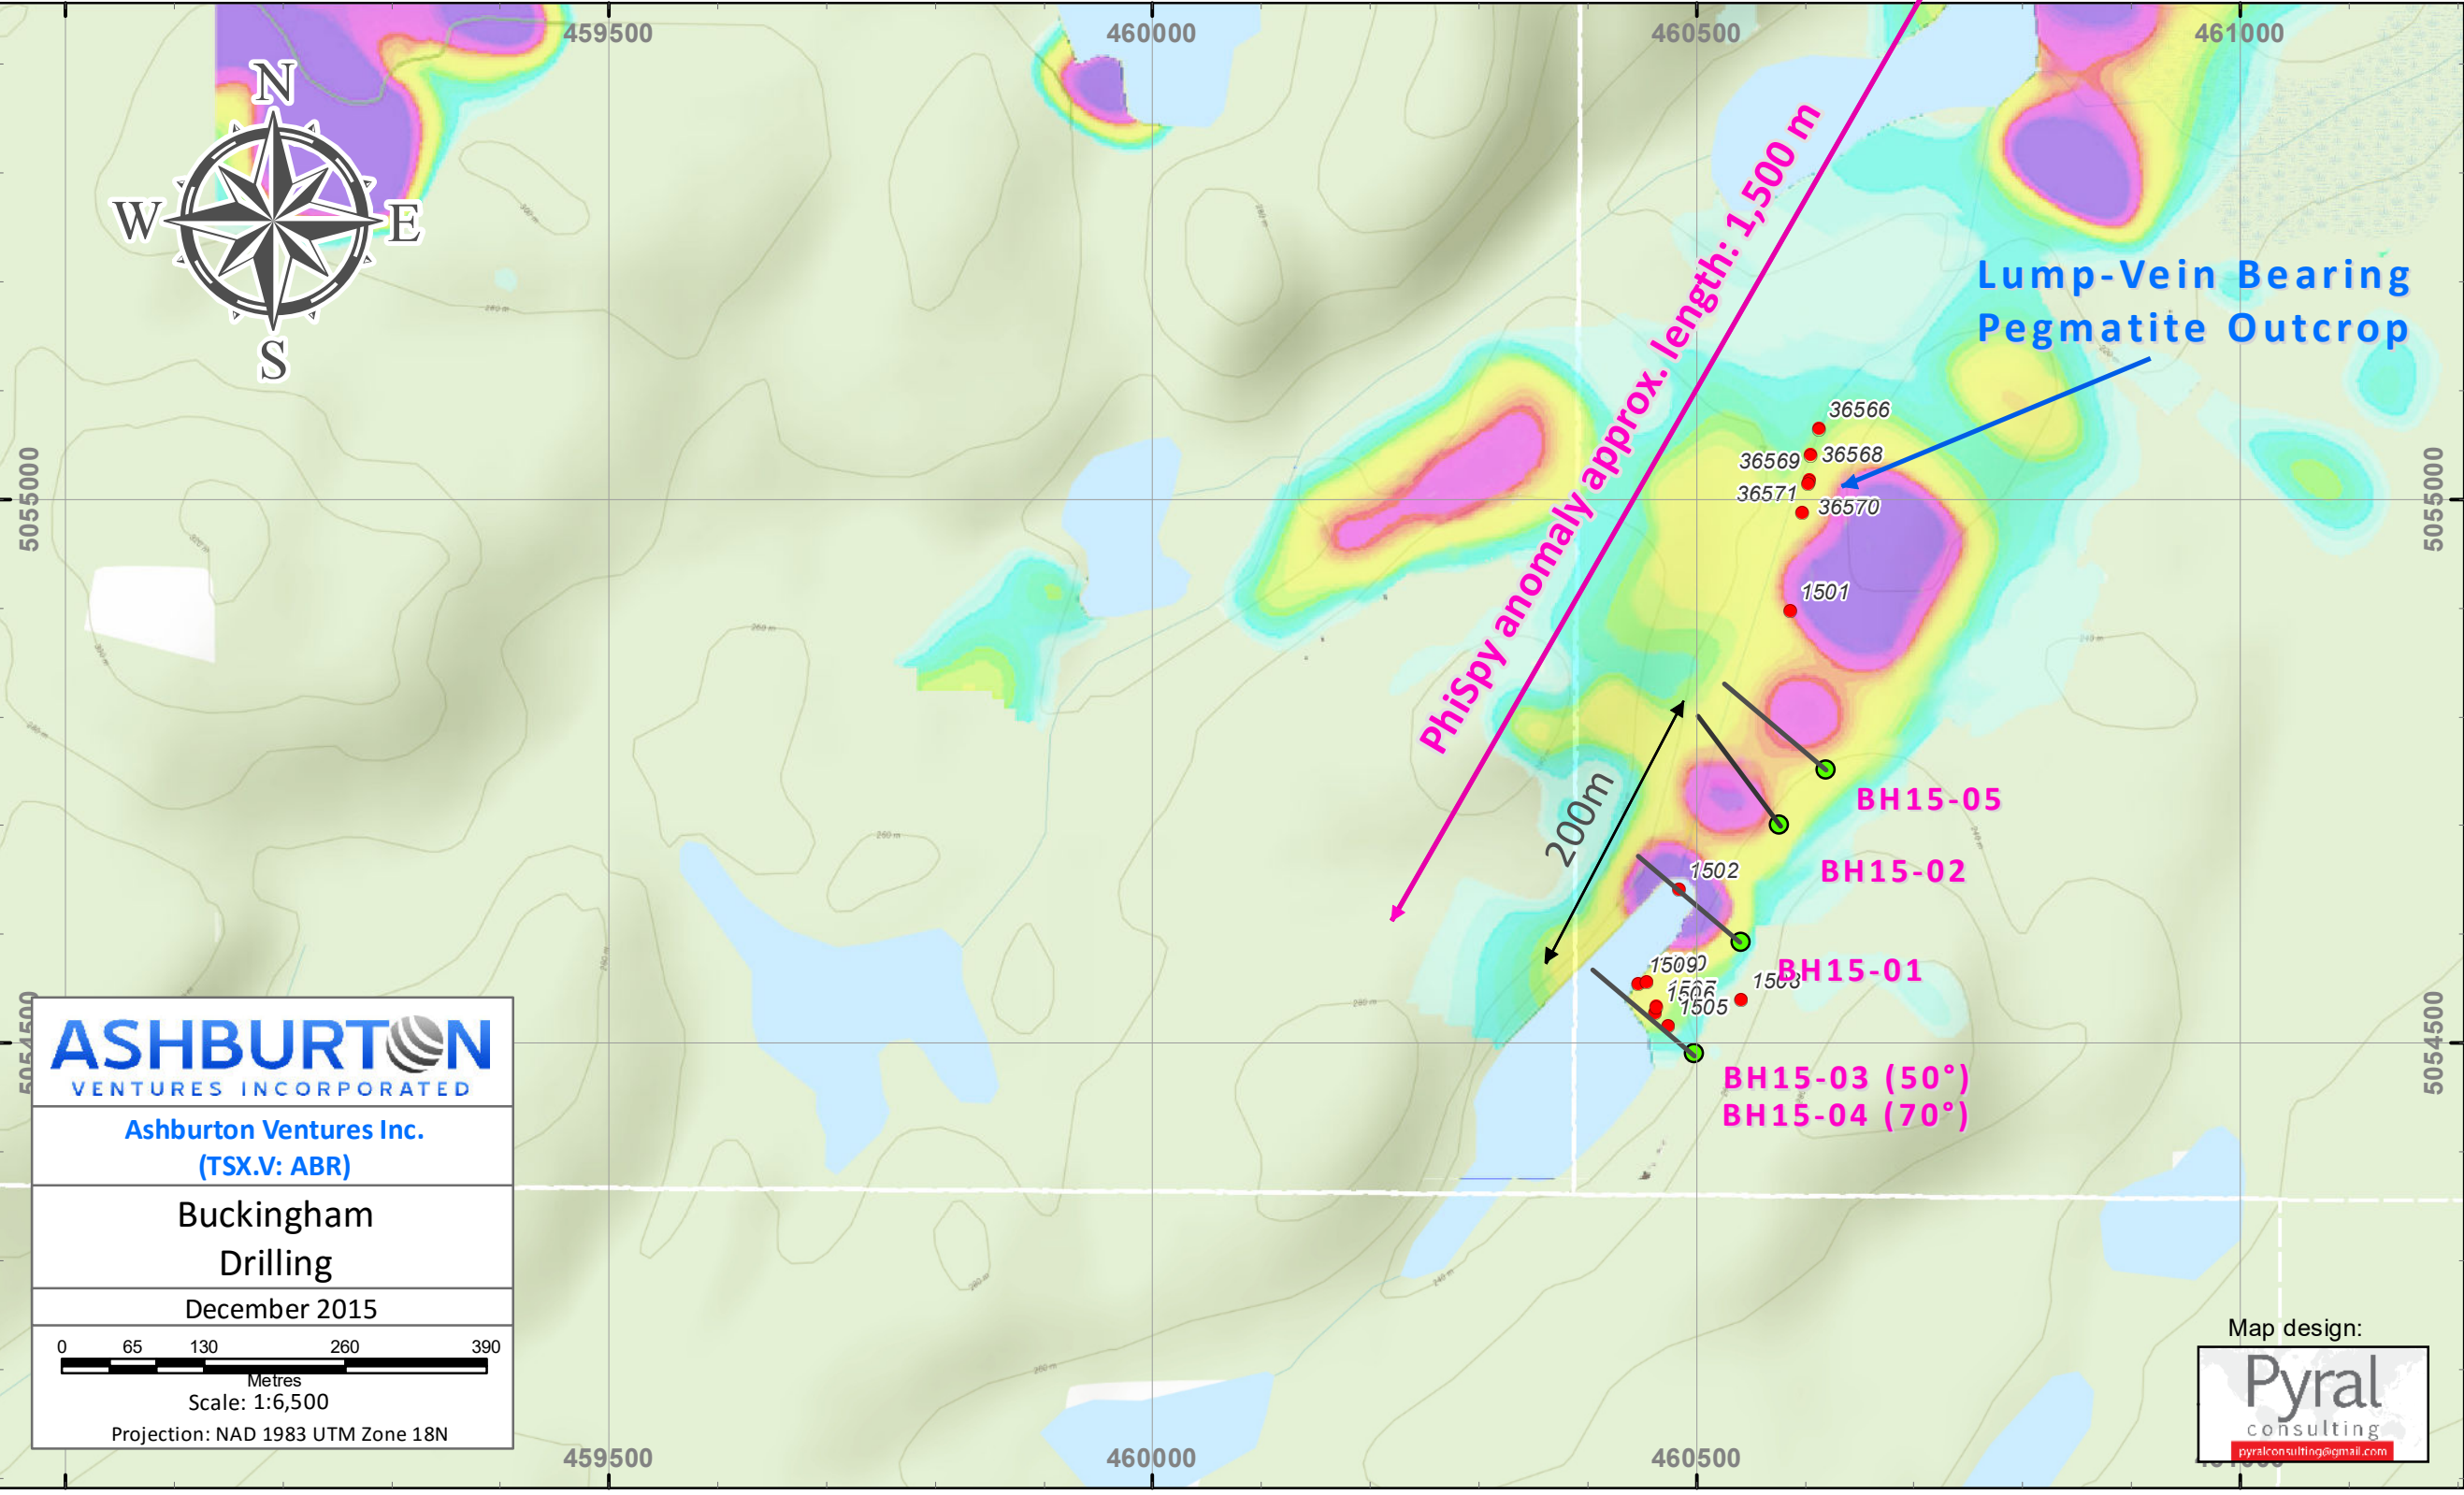 459500
460000
460500
461000
N
W
E
S
PhiSpy anomaly approx. length: 1,500 m
Lump-Vein Bearing
Pegmatite Outcrop
36566
36568
36569
36571
36570
5055000
5055000
1501
200m
BH15-05
BH15-02
1502
BH15-01
1509
1505
5054500
BH15-03 (50°)
BH15-04 (70°)
ASHBURTON
VENTURES INCORPORATED
Ashburton Ventures Inc.
(TSX.V: ABR)
Buckingham
Drilling
December 2015
0 65 130 260 390
Metres
Scale: 1:6,500
Projection: NAD 1983 UTM Zone 18N
Map design:
Pyral
consulting
pyralconsulting@gmail.com
459500
460000
460500